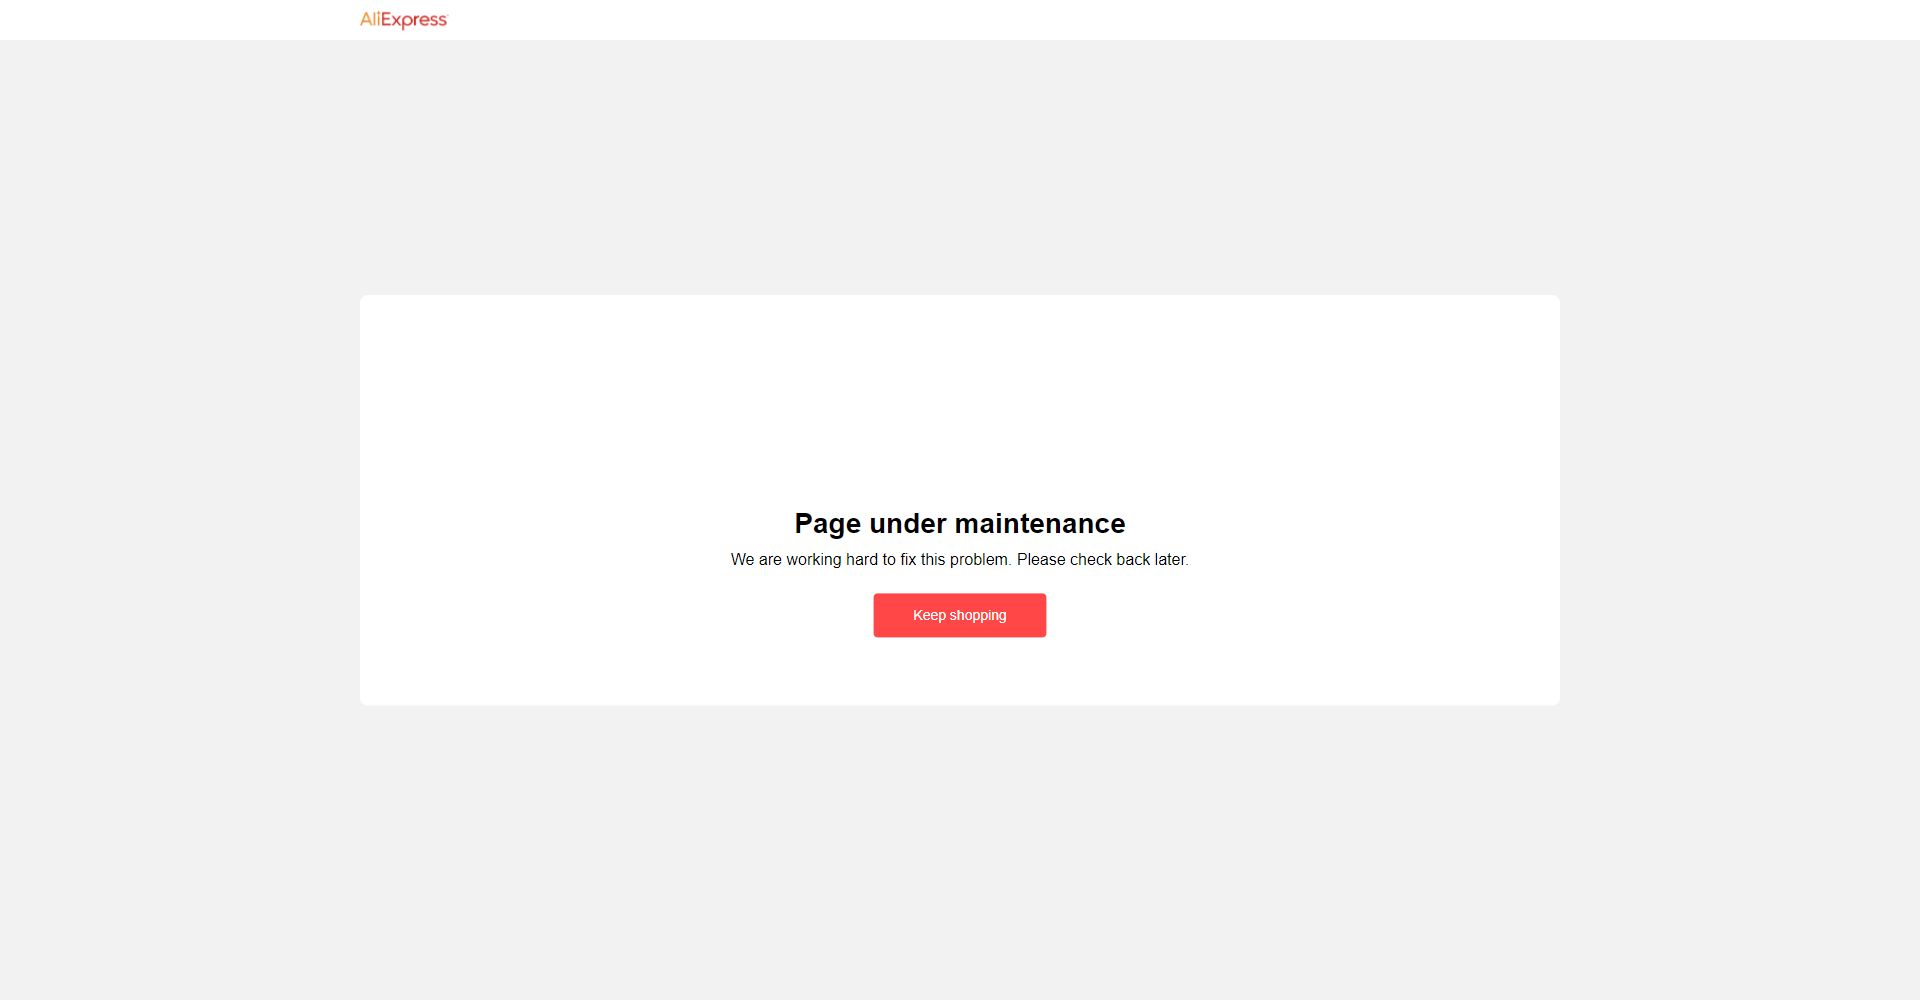 AliExpress
Page under maintenance
We are working hard to fix this problem. Please check back later.
Keep shopping